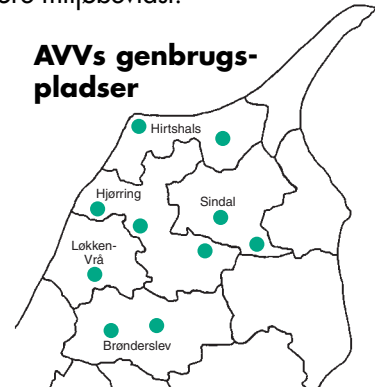 AVVs genbrugs-
pladser
Hirtshals
Hjørring
Sindal
Løkken-
Vrå
Brønderslev